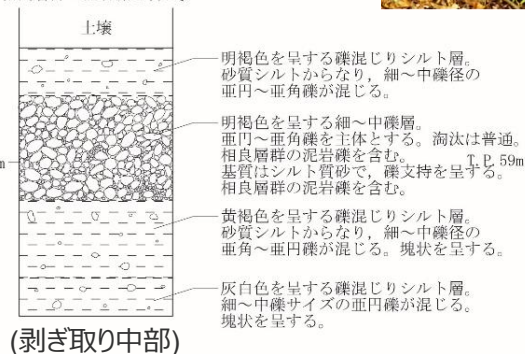 土壌
明褐色を呈する礫混じりシルト層。
砂質シルトからなり，細～中礫径の
亜円～亜角礫が混じる。
明褐色を呈する細～中礫層。
亜円～亜角礫を主体とする。淘汰は普通。
相良層群の泥岩礫を含む。
基質はシルト質砂で，礫支持を呈する。
相良層群の泥岩礫を含む。
T.P.59m
m
黄褐色を呈する礫混じりシルト層。
砂質シルトからなり，細～中礫径の
亜角～亜円礫が混じる。塊状を呈する。
灰白色を呈する礫混じりシルト層。
細～中礫サイズの亜円礫が混じる。
塊状を呈する。
(剥ぎ取り中部)